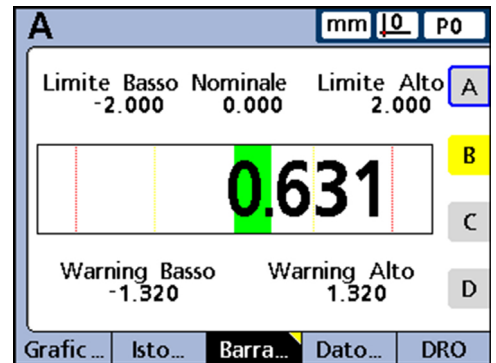 A mm 0 P0
Limite Basso Nominale Limite Alto A
-2.000 0.000 2.000
B
0.631
C
Warning Basso Warning Alto
-1.320 1.320 D
Grafic... Isto... Barra... Dato... DRO